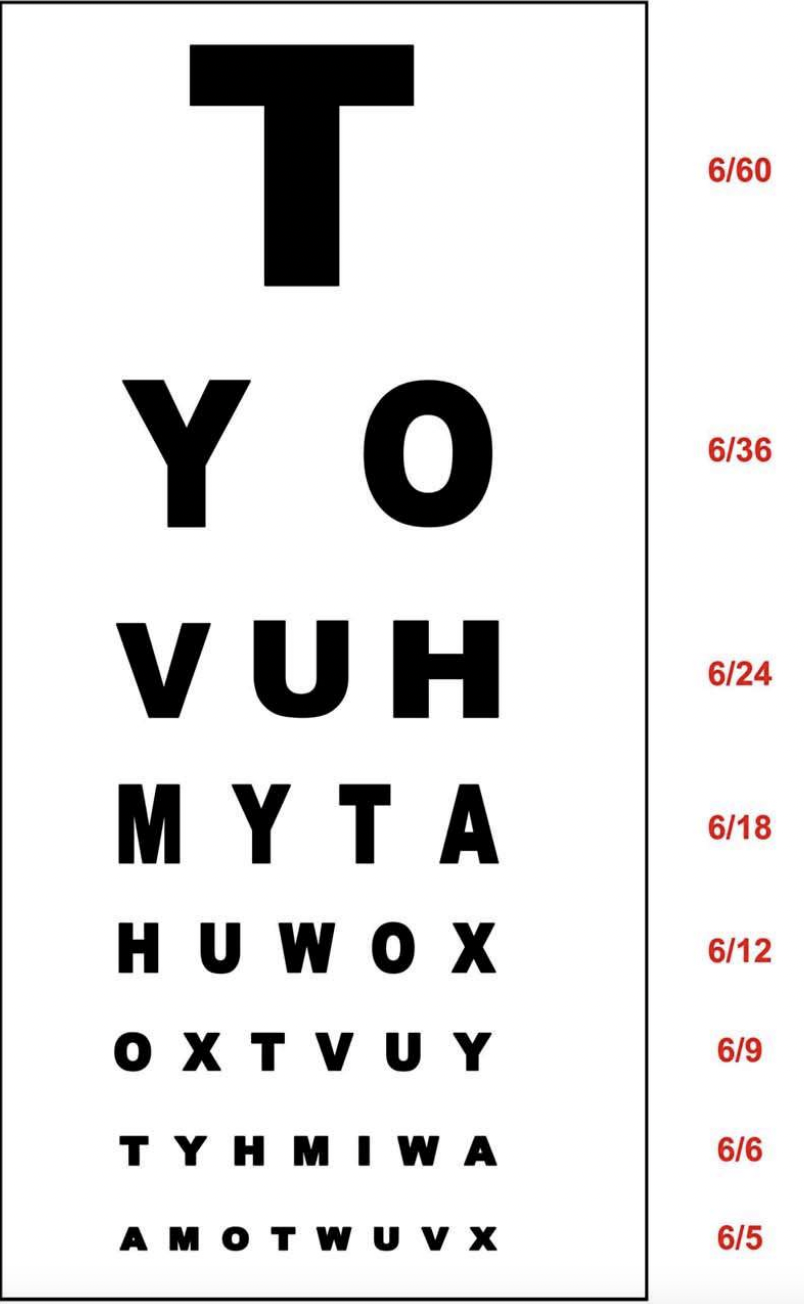 T 6/60
Y O 6/36
V U H 6/24
M Y T A 6/18
H U W O X 6/12
O X T V U Y 6/9
T Y H M I W A 6/6
A M O T W U V X 6/5